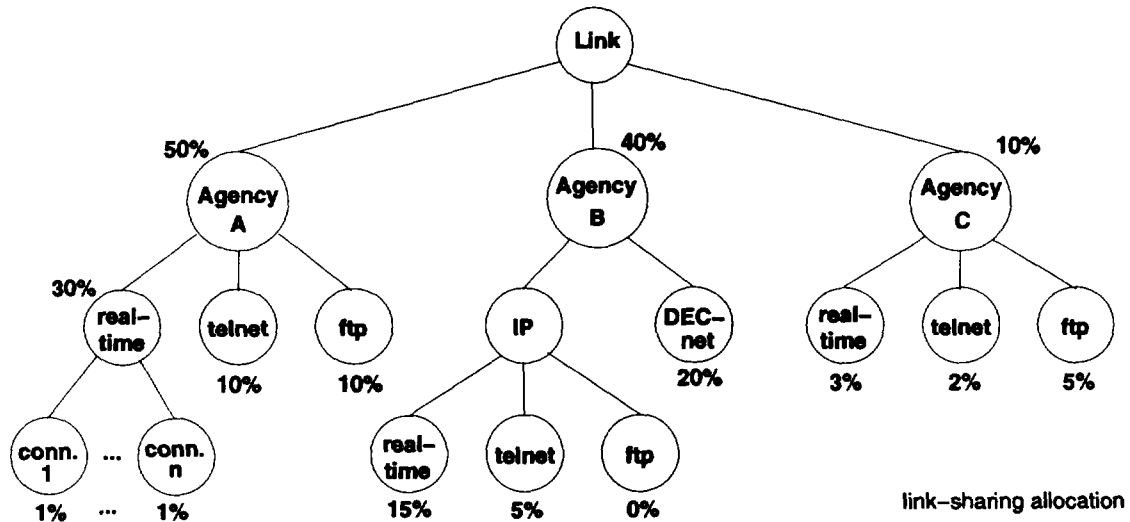 Link
50%
40%
10%
Agency
A
Agency
B
Agency
C
30%
real-
time
telnet
ftp
IP
DEC-
net
real-
time
telnet
ftp
10%
10%
20%
3%
2%
5%
conn.
1
...
conn.
n
real-
time
telnet
ftp
1%
...
1%
15%
5%
0%
link-sharing allocation